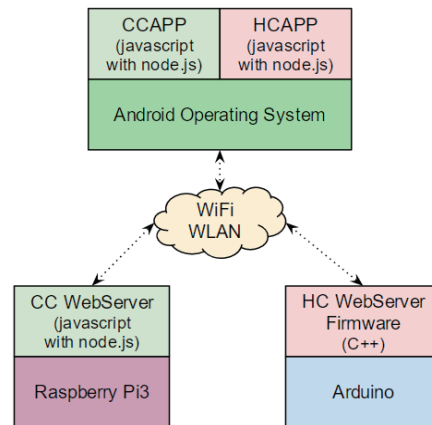 CCAPP
(javascript
with node.js)
HCAPP
(javascript
with node.js)
Android Operating System
WiFi
WLAN
CC WebServer
(javascript
with node.js)
Raspberry Pi3
HC WebServer
Firmware
(C++)
Arduino